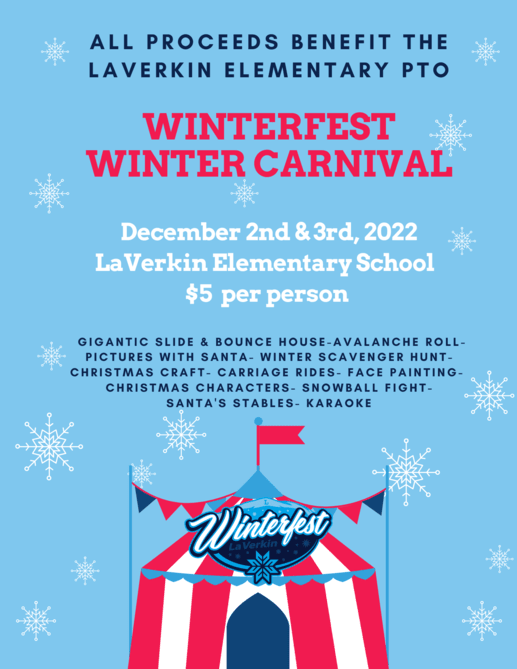 ALL PROCEEDS BENEFIT THE
LAVERKIN ELEMENTARY PTO
WINTERFEST
WINTER CARNIVAL
December 2nd & 3rd, 2022
LaVerkin Elementary School
$5 per person
GIGANTIC SLIDE & BOUNCE HOUSE-AVALANCHE ROLL-
PICTURES WITH SANTA- WINTER SCAVENGER HUNT-
CHRISTMAS CRAFT- CARRIAGE RIDES- FACE PAINTING-
CHRISTMAS CHARACTERS- SNOWBALL FIGHT-
SANTA'S STABLES- KARAOKE
Winterfest
LaVerkin